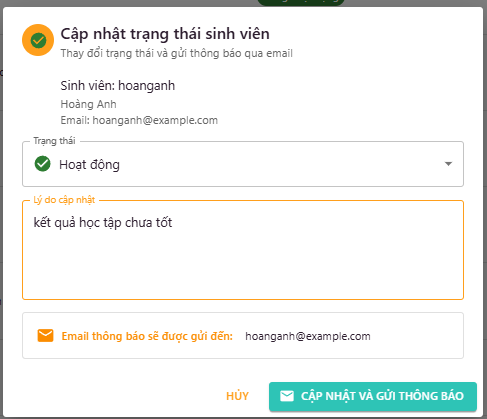 Cập nhật trạng thái sinh viên
Thay đổi trạng thái và gửi thông báo qua email
Sinh viên: hoanganh
Hoàng Anh
Email: hoanganh@example.com
Trạng thái
Hoạt động
Lý do cập nhật
kết quả học tập chưa tốt
Email thông báo sẽ được gửi đến: hoanganh@example.com
HỦY CẬP NHẬT VÀ GỬI THÔNG BÁO